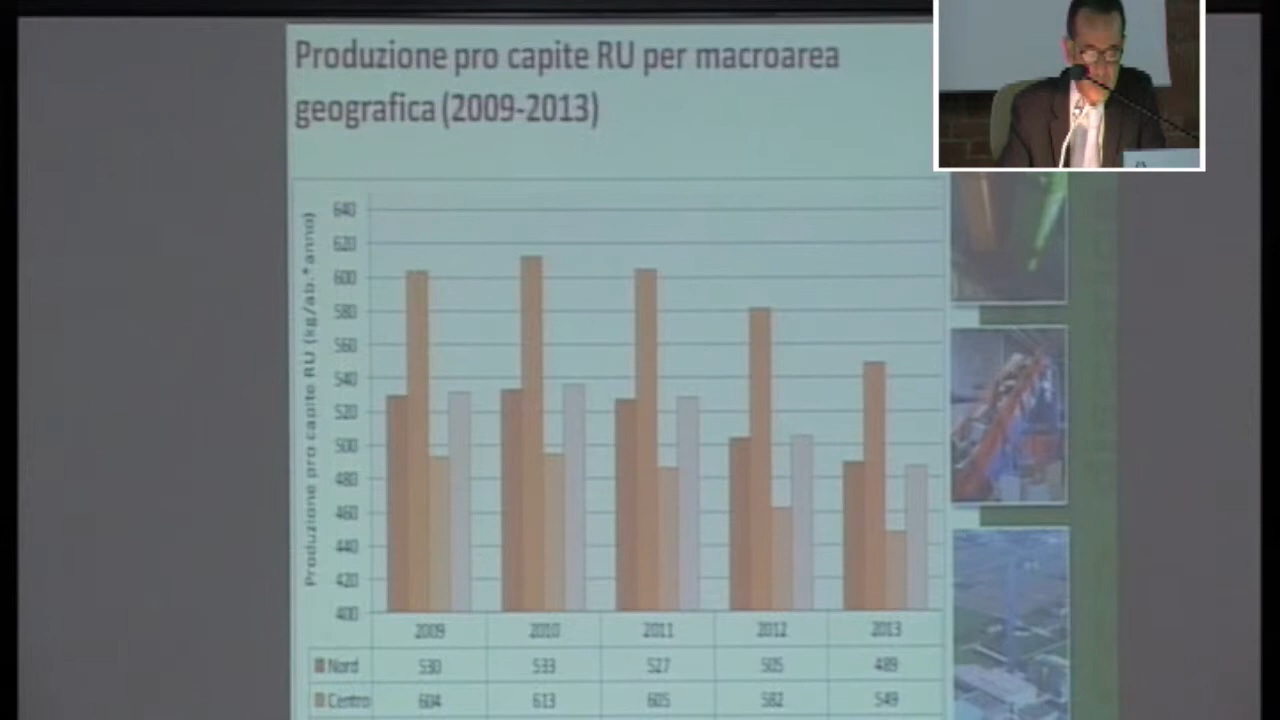 Produzione pro capite RU per macroarea
geografica (2009-2013)
Produzione pro capite RU (kg/ab.*anno)
640
620
600
580
560
540
520
500
480
460
440
420
400
2009 2010 2011 2012 2013
Nord 530 533 527 505 489
Centro 604 613 605 582 549